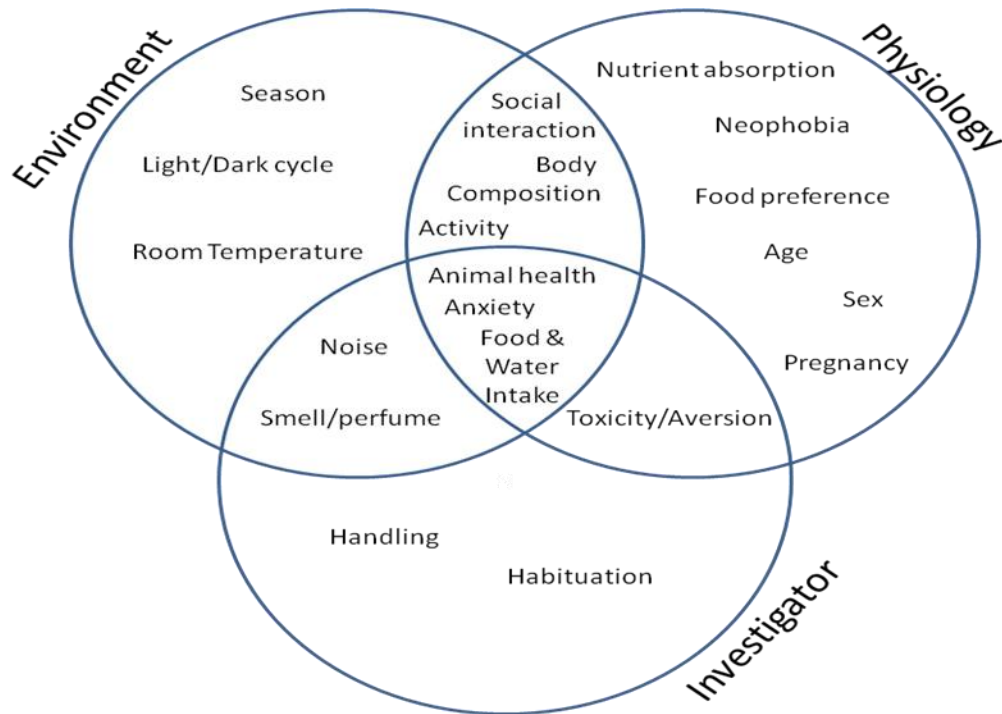 Environment
Physiology
Season
Light/Dark cycle
Room Temperature
Social
interaction
Body
Composition
Activity
Nutrient absorption
Neophobia
Food preference
Age
Sex
Pregnancy
Animal health
Anxiety
Food &
Water
Intake
Noise
Smell/perfume
Toxicity/Aversion
Handling
Habituation
Investigator